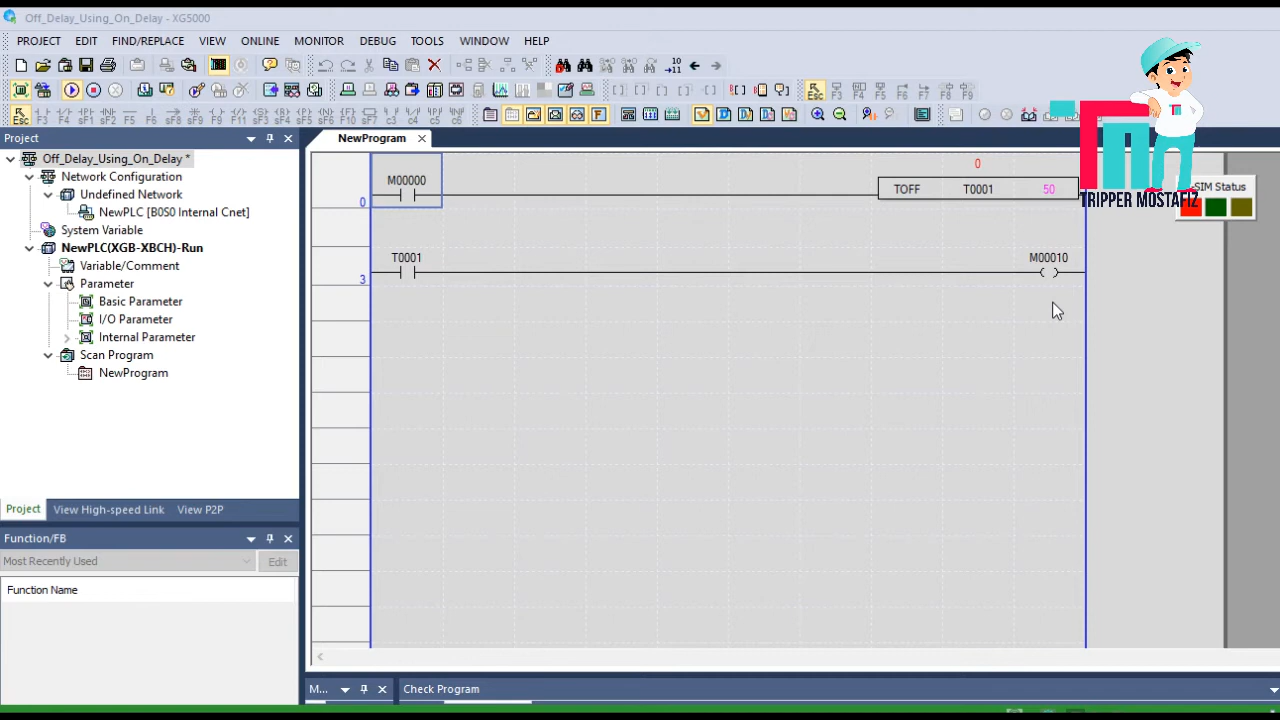 Off_Delay_Using_On_Delay - XG5000
PROJECT EDIT FIND/REPLACE VIEW ONLINE MONITOR DEBUG TOOLS WINDOW HELP
Project
NewProgram
Off_Delay_Using_On_Delay *
Network Configuration
Undefined Network
NewPLC [B0S0 Internal Cnet]
System Variable
NewPLC(XGB-XBCH)-Run
Variable/Comment
Parameter
Basic Parameter
I/O Parameter
Internal Parameter
Scan Program
NewProgram
Project View High-speed Link View P2P
Function/FB
Most Recently Used Edit
Function Name
0
M00000
0 TOFF T0001 50
T0001 M00010
3
SIM Status
TRIPPER MOSTAFIZ
M... Check Program